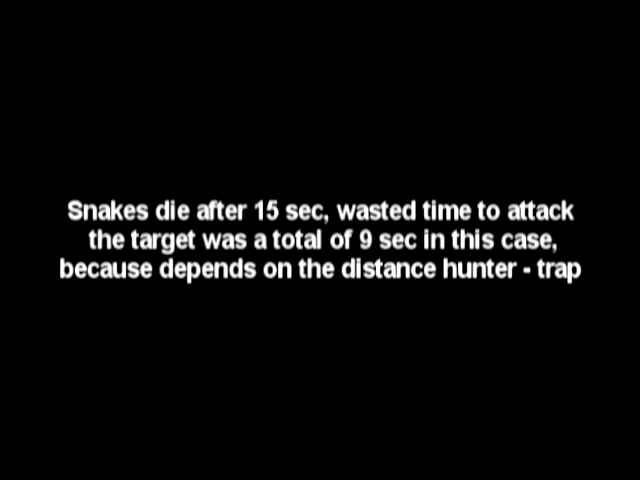 Snakes die after 15 sec, wasted time to attack
the target was a total of 9 sec in this case,
because depends on the distance hunter - trap